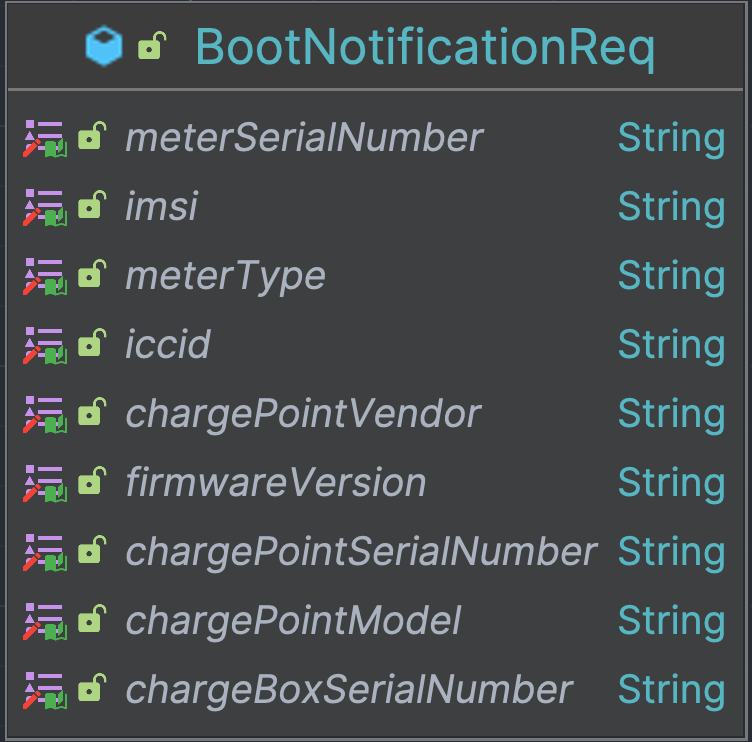 BootNotificationReq
meterSerialNumber String
imsi String
meterType String
iccid String
chargePointVendor String
firmwareVersion String
chargePointSerialNumber String
chargePointModel String
chargeBoxSerialNumber String